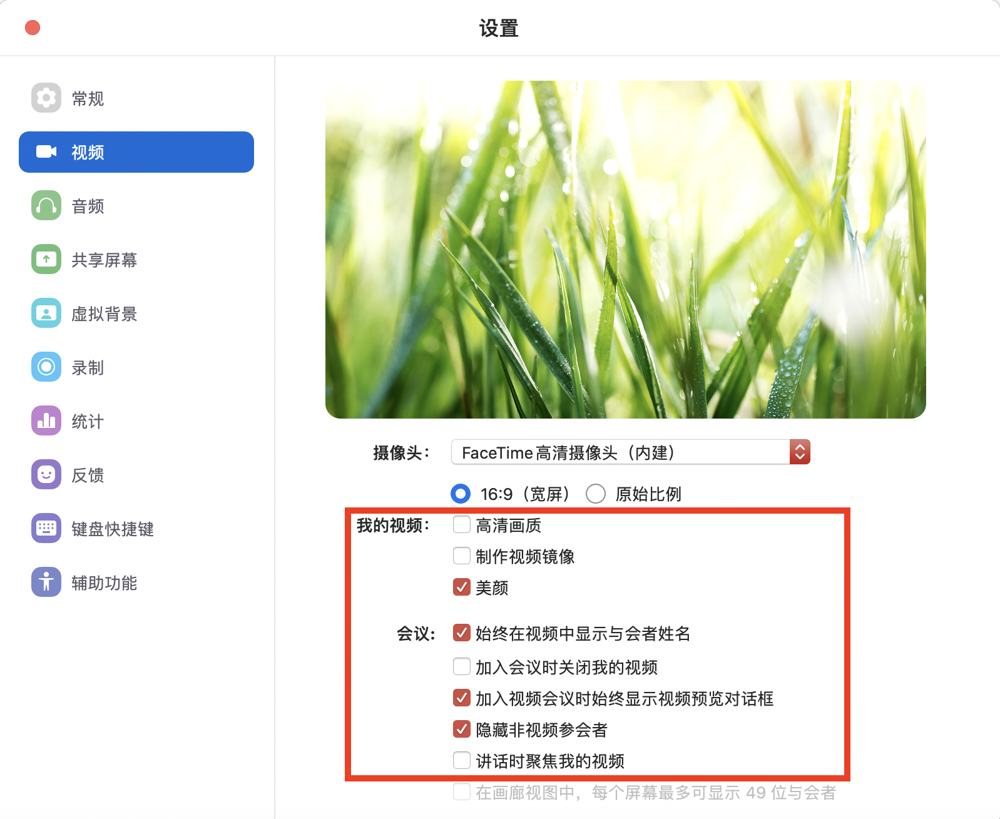 设置
常规
视频
音频
共享屏幕
虚拟背景
录制
统计
反馈
键盘快捷键
辅助功能
摄像头： FaceTime高清摄像头（内建）
16:9（宽屏） 原始比例
我的视频： 高清画质
制作视频镜像
美颜
会议: 始终在视频中显示与会者姓名
加入会议时关闭我的视频
加入视频会议时始终显示视频预览对话框
隐藏非视频参会者
讲话时聚焦我的视频
在画廊视图中，每个屏幕最多可显示 49 位与会者